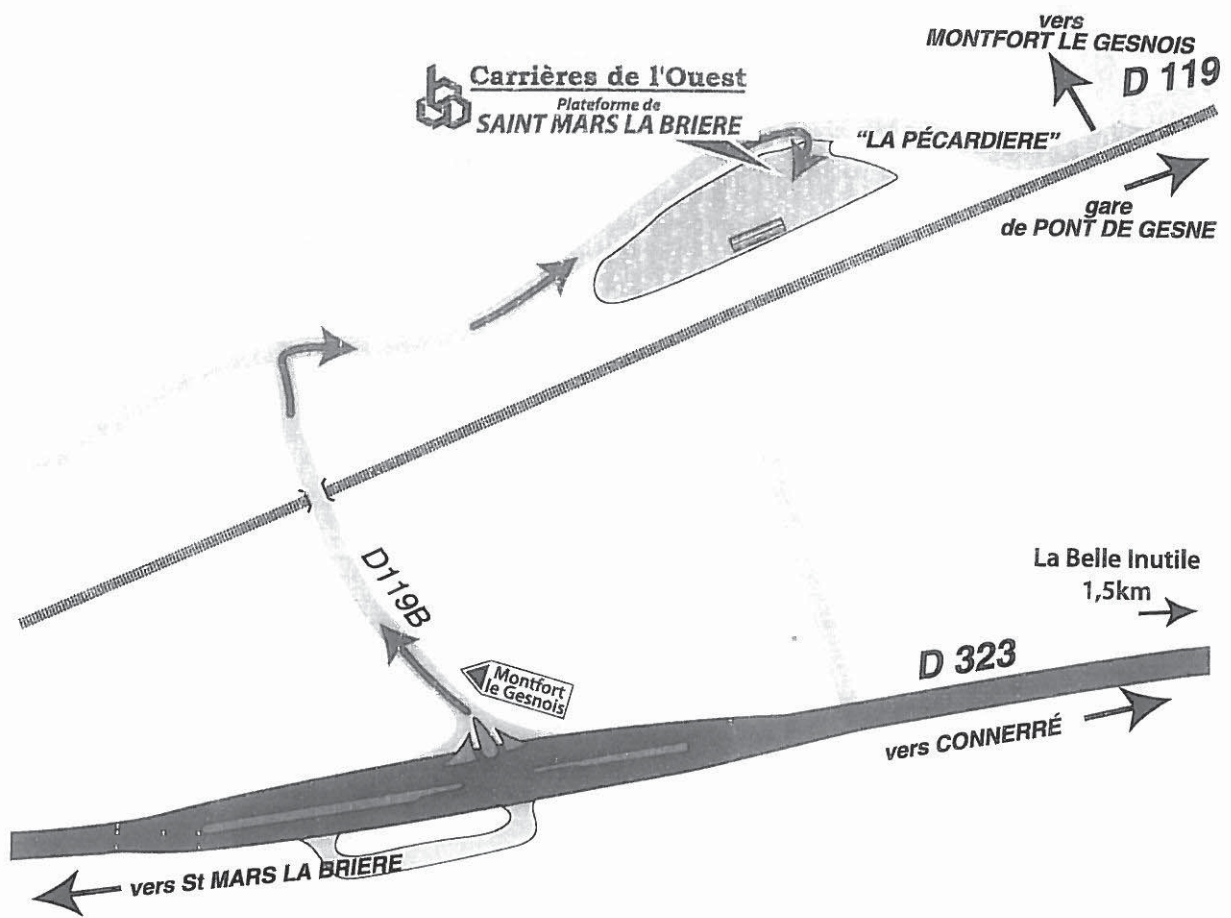 vers
MONTFORT LE GESNOIS
D 119
Carrières de l'Ouest
Plateforme de
SAINT MARS LA BRIERE
"LA PÉCARDIERE"
gare
de PONT DE GESNE
D119B
La Belle Inutile
1,5km
Montfort
le Gesnois
D 323
vers CONNERRÉ
vers St MARS LA BRIERE